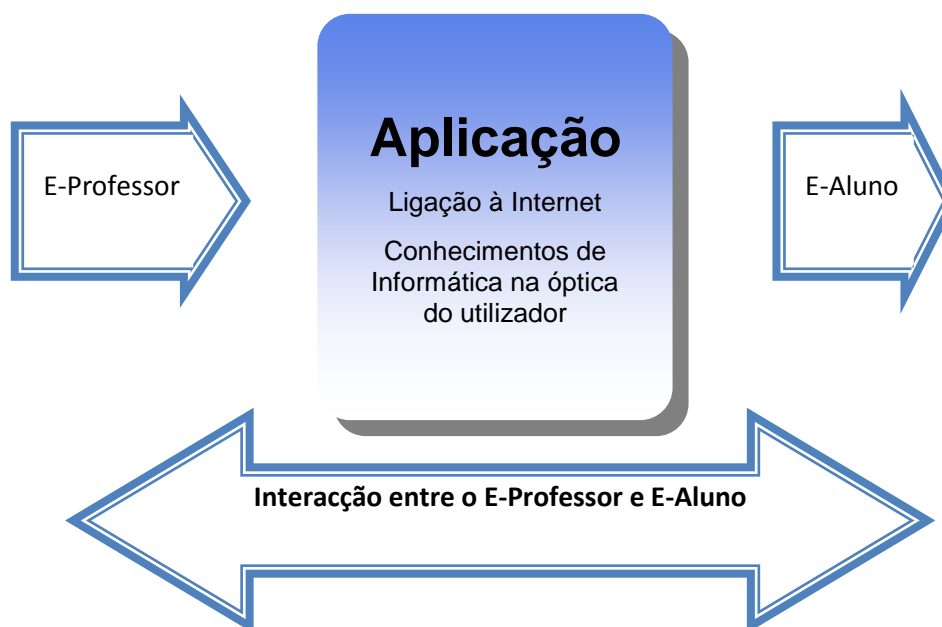 Aplicação
E-Professor
Ligação à Internet
E-Aluno
Conhecimentos de
Informática na óptica
do utilizador
Interacção entre o E-Professor e E-Aluno